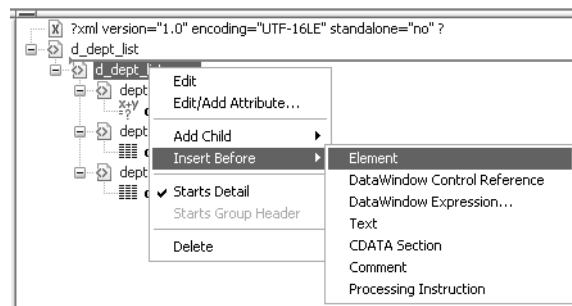 ?xml version="1.0" encoding="UTF-16LE" standalone="no" ?
d_dept_list
d_dept_li
dept
x+y
=?
dept
dept
Edit
Edit/Add Attribute...
Add Child
Insert Before
Starts Detail
Starts Group Header
Delete
Element
DataWindow Control Reference
DataWindow Expression...
Text
CDATA Section
Comment
Processing Instruction